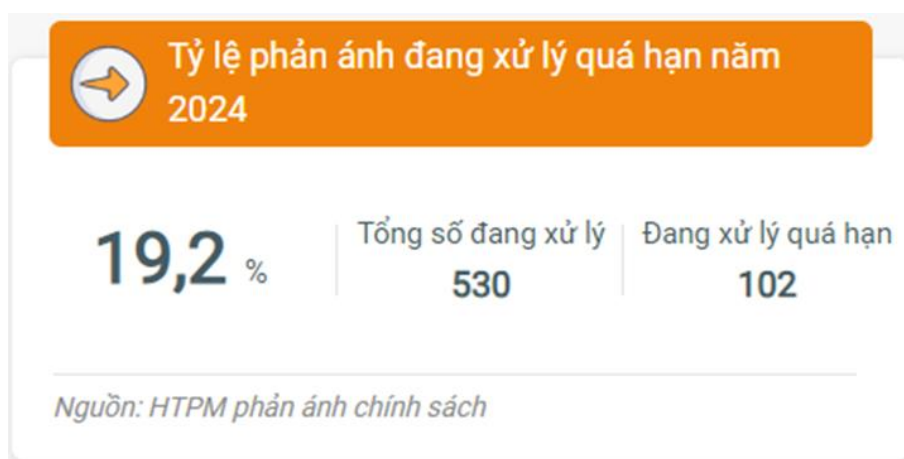 Tỷ lệ phản ánh đang xử lý quá hạn năm
2024
19,2 %
Tổng số đang xử lý
530
Đang xử lý quá hạn
102
Nguồn: HTPM phản ánh chính sách